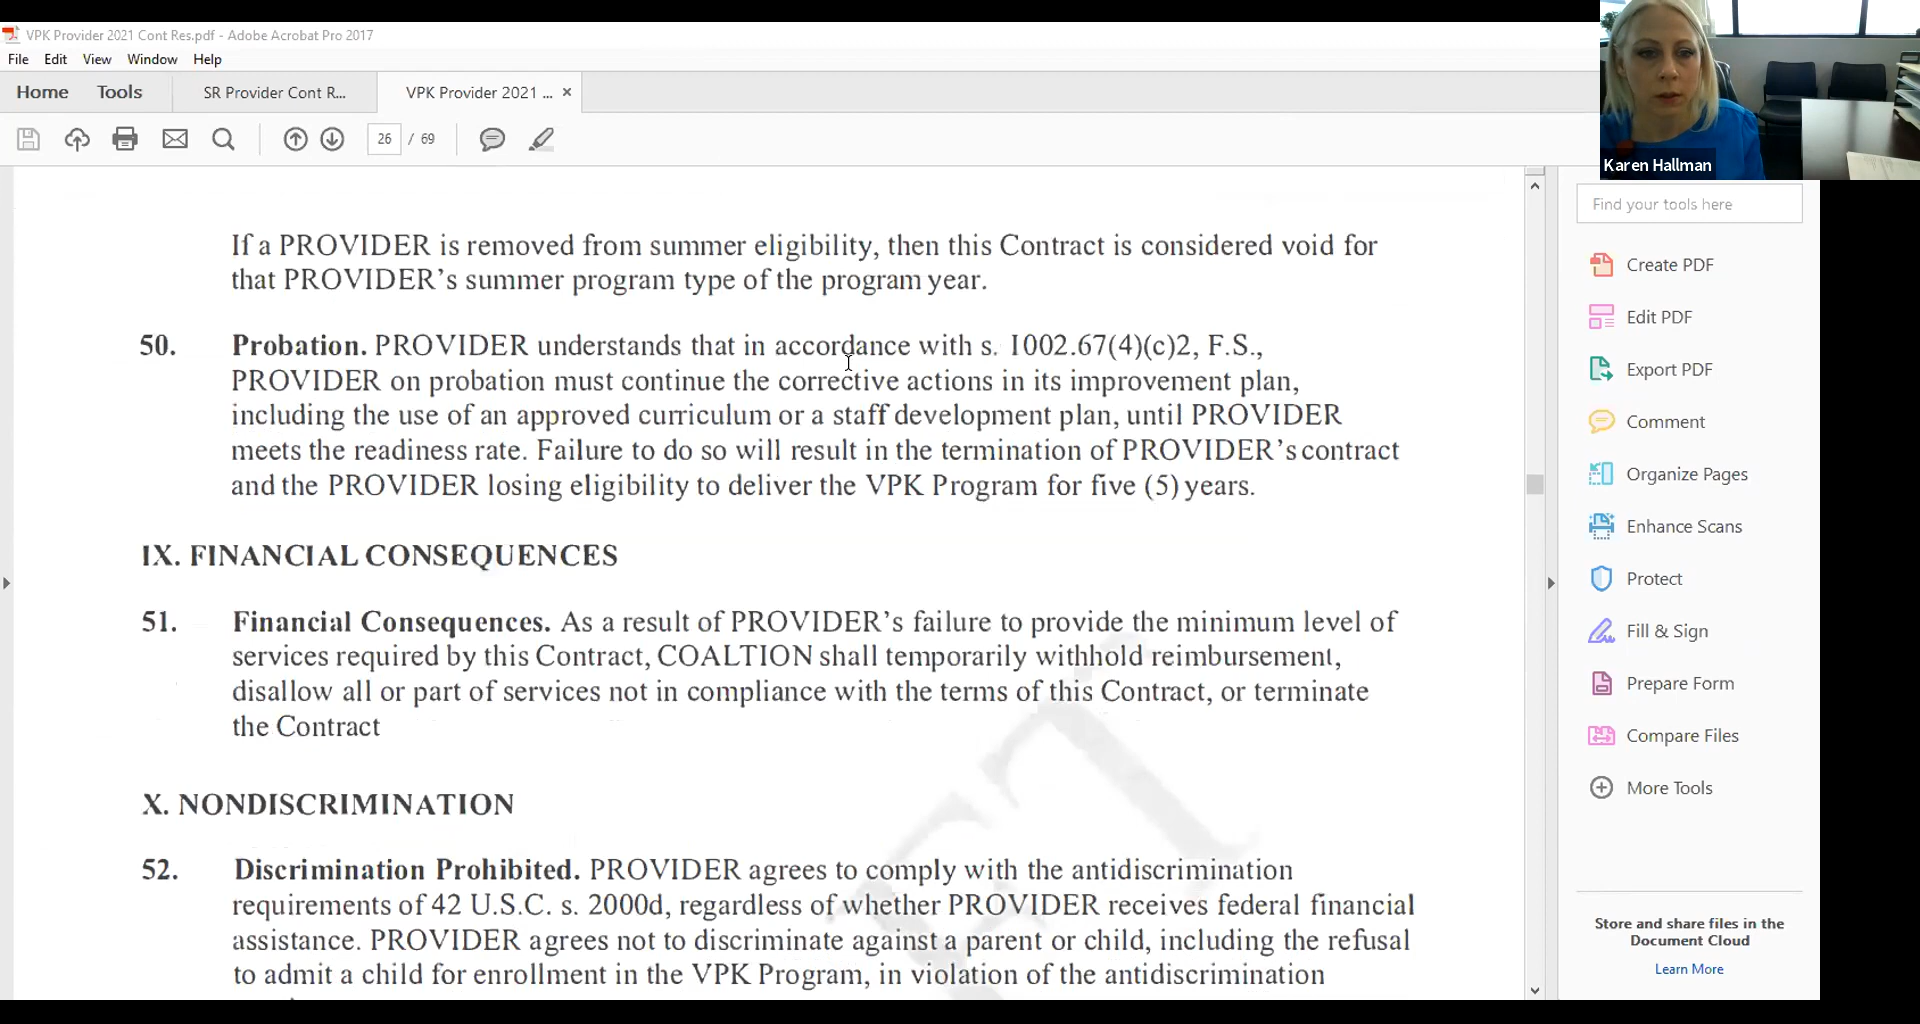 VPK Provider 2021 Cont Res.pdf - Adobe Acrobat Pro 2017
File Edit View Window Help
Home Tools SR Provider Cont R... VPK Provider 2021 ... ×
26 / 69
Karen Hallman
If a PROVIDER is removed from summer eligibility, then this Contract is considered void for
that PROVIDER's summer program type of the program year.
50. Probation. PROVIDER understands that in accordance with s. 1002.67(4)(c)2, F.S.,
PROVIDER on probation must continue the corrective actions in its improvement plan,
including the use of an approved curriculum or a staff development plan, until PROVIDER
meets the readiness rate. Failure to do so will result in the termination of PROVIDER's contract
and the PROVIDER losing eligibility to deliver the VPK Program for five (5) years.
IX. FINANCIAL CONSEQUENCES
51. Financial Consequences. As a result of PROVIDER's failure to provide the minimum level of
services required by this Contract, COALTION shall temporarily withhold reimbursement,
disallow all or part of services not in compliance with the terms of this Contract, or terminate
the Contract
X. NONDISCRIMINATION
52. Discrimination Prohibited. PROVIDER agrees to comply with the antidiscrimination
requirements of 42 U.S.C. s. 2000d, regardless of whether PROVIDER receives federal financial
assistance. PROVIDER agrees not to discriminate against a parent or child, including the refusal
to admit a child for enrollment in the VPK Program, in violation of the antidiscrimination
Find your tools here
Create PDF
Edit PDF
Export PDF
Comment
Organize Pages
Enhance Scans
Protect
Fill & Sign
Prepare Form
Compare Files
More Tools
Store and share files in the
Document Cloud
Learn More